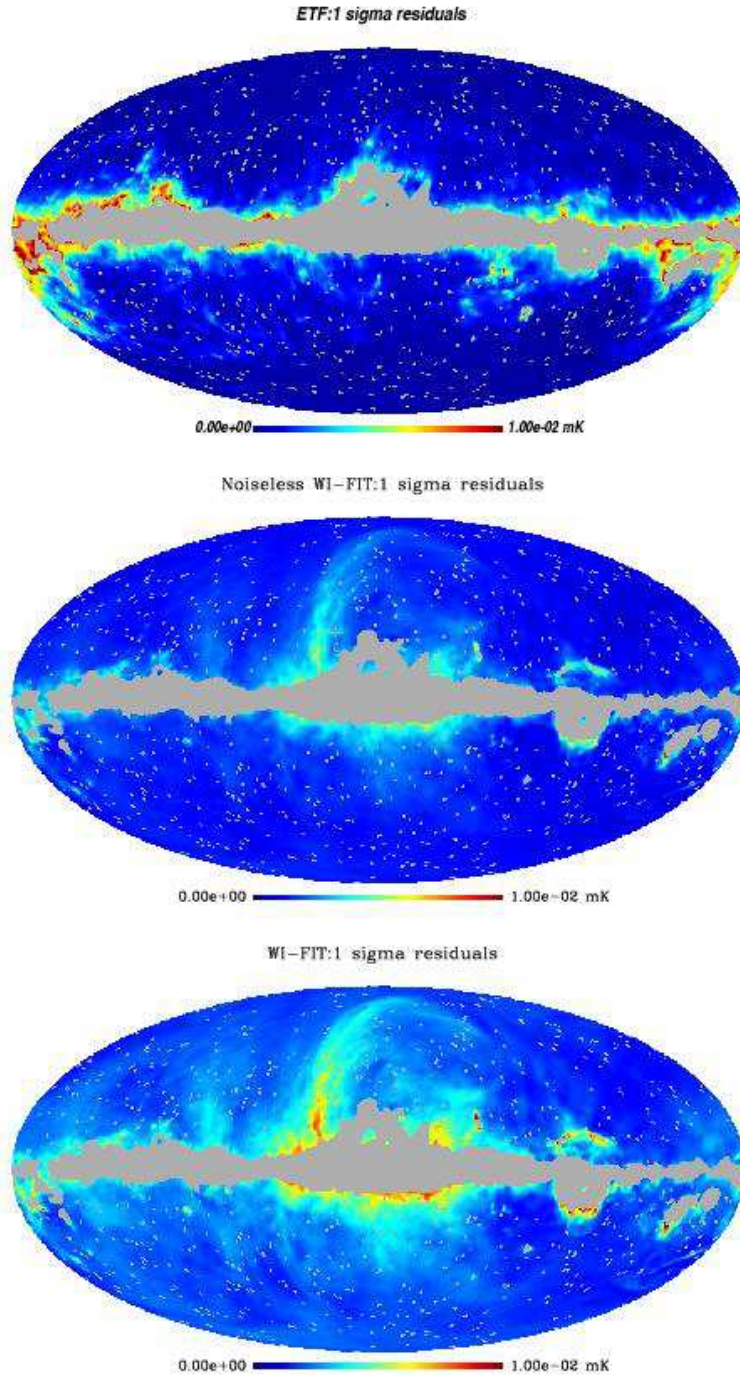 ETF:1 sigma residuals
0.00e+00 1.00e-02 mK
Noiseless WI-FIT:1 sigma residuals
0.00e+00 1.00e-02 mK
WI-FIT:1 sigma residuals
0.00e+00 1.00e-02 mK